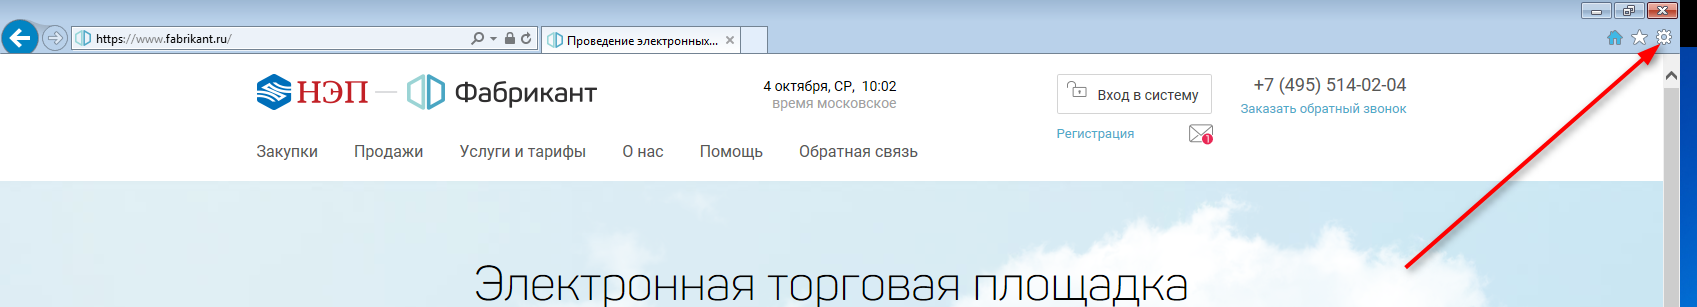 https://www.fabrikant.ru/
Проведение электронных...
НЭП — Фабрикант
4 октября, СР, 10:02
время московское
Вход в систему
Регистрация
1
+7 (495) 514-02-04
Заказать обратный звонок
Закупки Продажи Услуги и тарифы О нас Помощь Обратная связь
Электронная торговая площадка